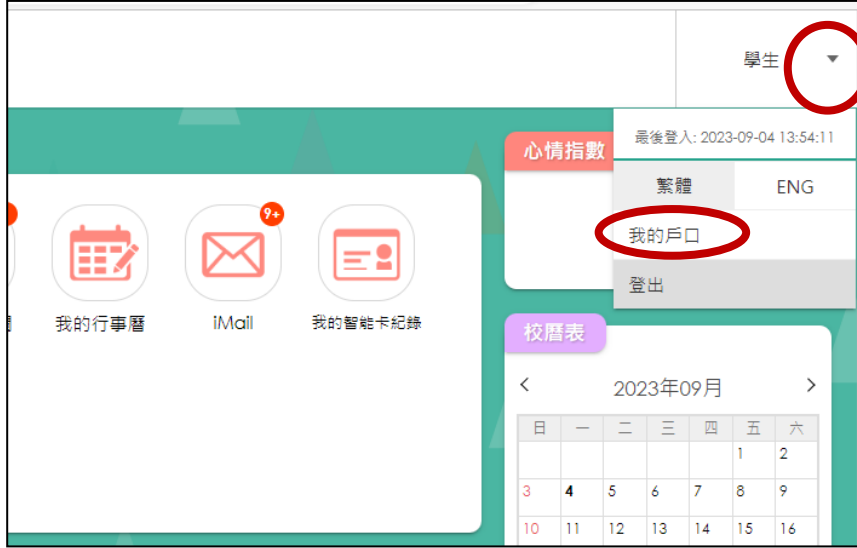 學生
最後登入: 2023-09-04 13:54:11
繁體 ENG
我的戶口
登出
心情指數
9+
我的行事曆 iMail 我的智能卡紀錄
校曆表
2023年09月
日 一 二 三 四 五 六
1 2
3 4 5 6 7 8 9
10 11 12 13 14 15 16